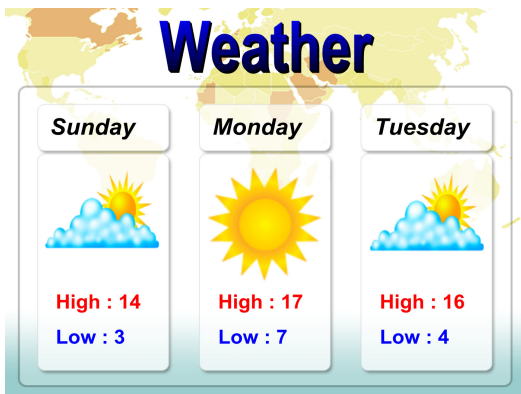 Weather
Sunday
High : 14
Low : 3
Monday
High : 17
Low : 7
Tuesday
High : 16
Low : 4